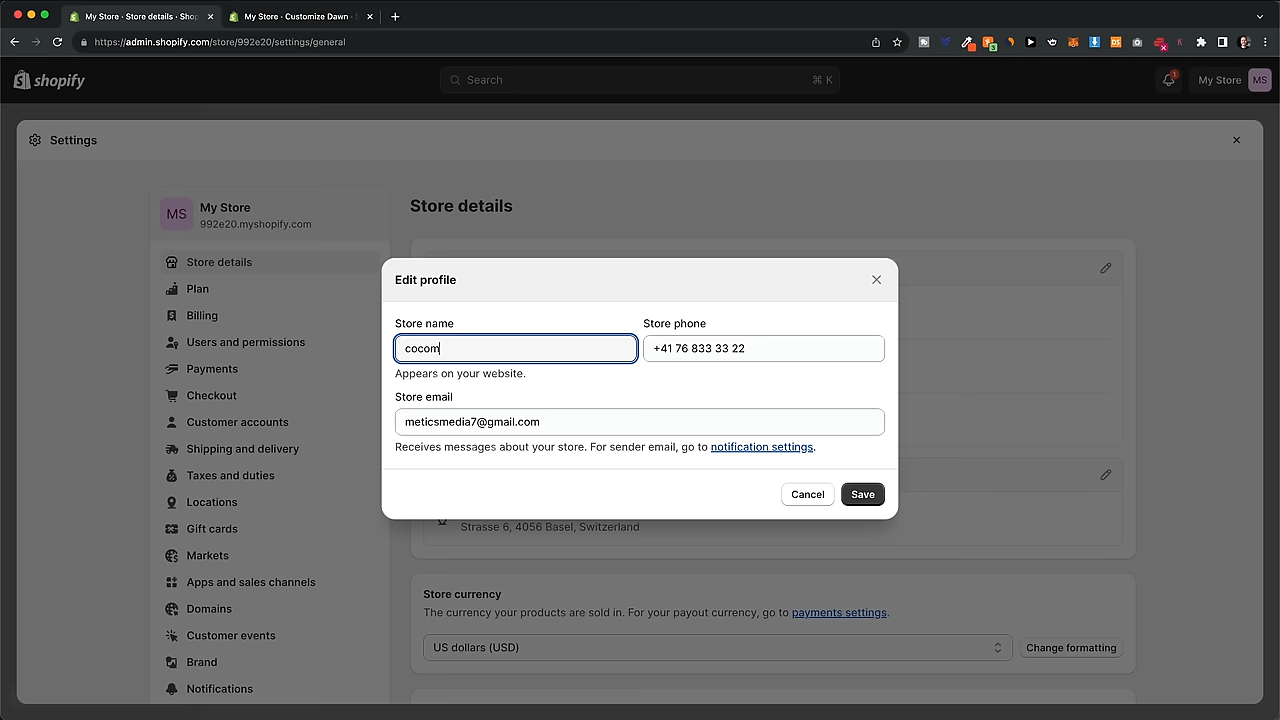 My Store · Store details · Shop
My Store · Customize Dawn ·
https://admin.shopify.com/store/992e20/settings/general
shopify
Search
⌘ K
1
My Store
MS
Settings
MS
My Store
992e20.myshopify.com
Store details
Plan
Billing
Users and permissions
Payments
Checkout
Customer accounts
Shipping and delivery
Taxes and duties
Locations
Gift cards
Markets
Apps and sales channels
Domains
Customer events
Brand
Notifications
Store details
Edit profile
Store name
Store phone
cocom
+41 76 833 33 22
Appears on your website.
Store email
meticsmedia7@gmail.com
Receives messages about your store. For sender email, go to notification settings.
Cancel
Save
Strasse 6, 4056 Basel, Switzerland
Store currency
The currency your products are sold in. For your payout currency, go to payments settings.
US dollars (USD)
Change formatting